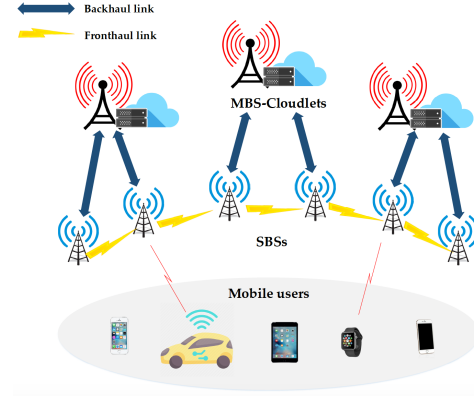 Backhaul link
Fronthaul link
MBS-Cloudlets
SBSs
Mobile users